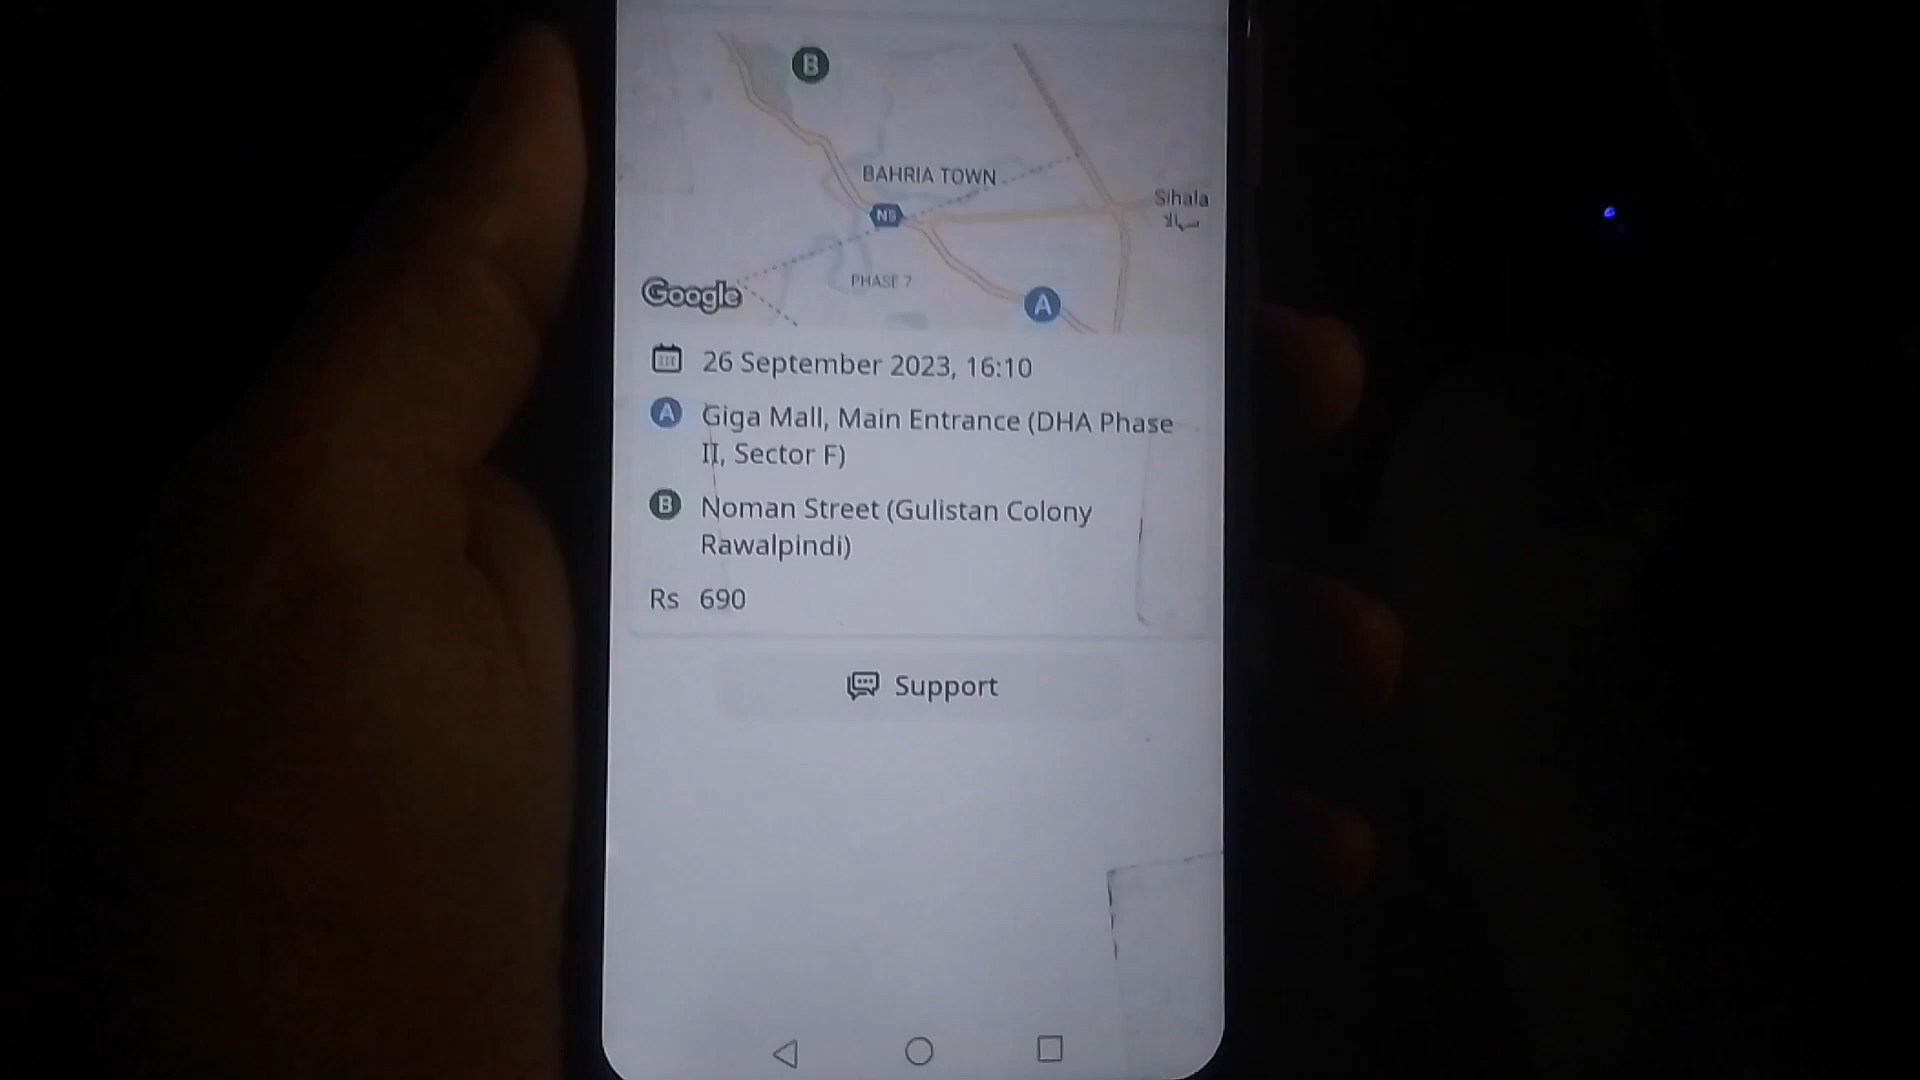 B
BAHRIA TOWN
Sihala
سہالا
N5
PHASE 7
Google
A
26 September 2023, 16:10
A Giga Mall, Main Entrance (DHA Phase
II, Sector F)
B Noman Street (Gulistan Colony
Rawalpindi)
Rs 690
Support